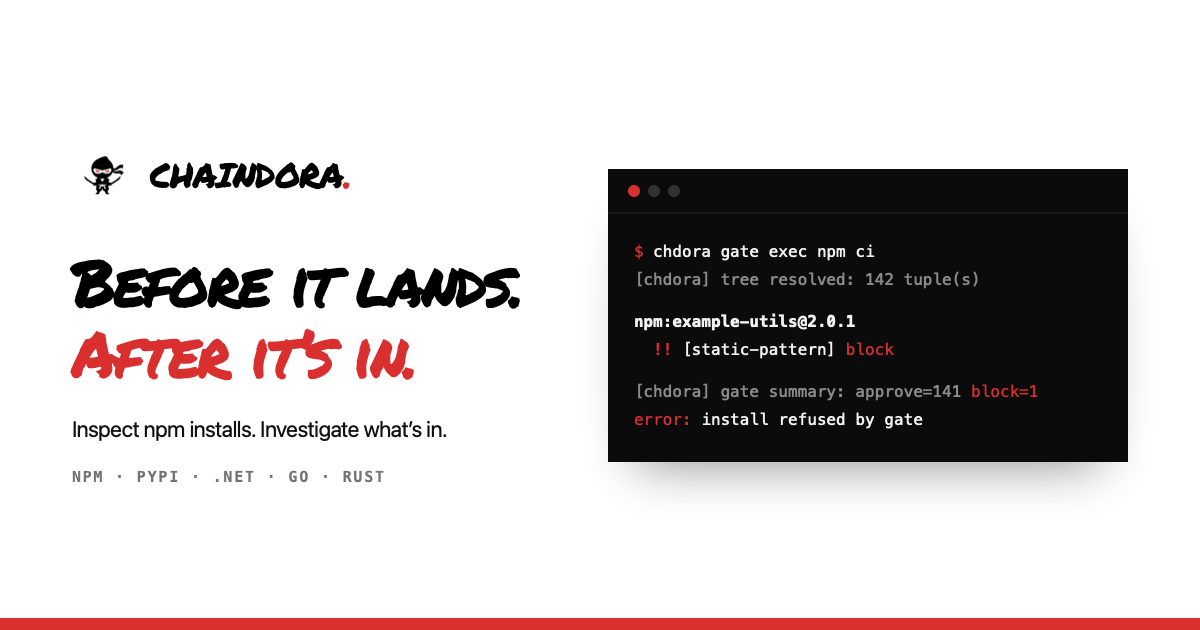 CHAINDORA.
BEFORE IT LANDS.
AFTER IT'S IN.
Inspect npm installs. Investigate what's in.
NPM · PYPI · .NET · GO · RUST
$ chdora gate exec npm ci
[chdora] tree resolved: 142 tuple(s)
npm:example-utils@2.0.1
!! [static-pattern] block
[chdora] gate summary: approve=141 block=1
error: install refused by gate